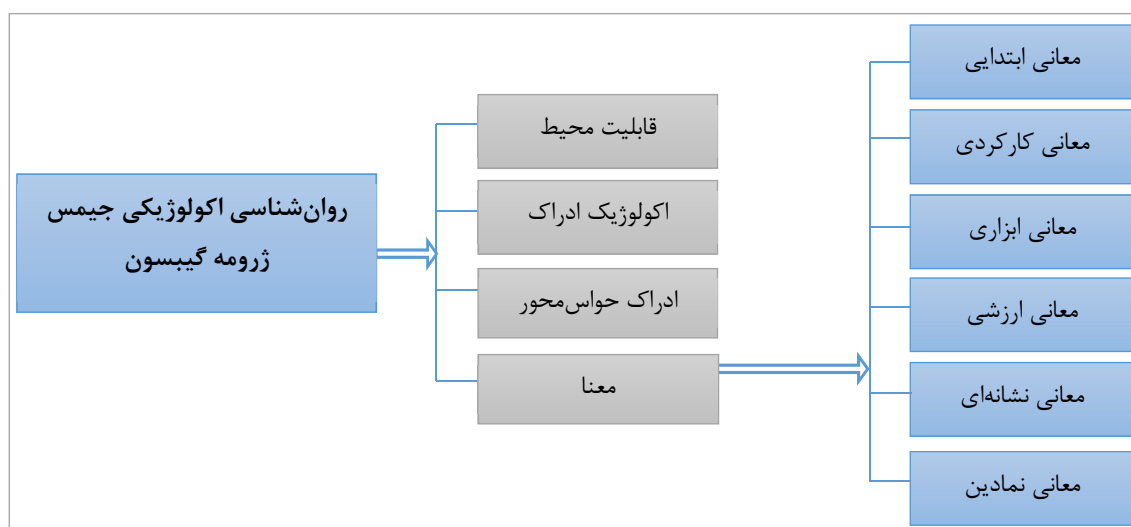 روان‌شناسی اکولوژیکی جیمس
ژرومه گیبسون
قابلیت محیط
اکولوژیک ادراک
ادراک حواس‌محور
معنا
معانی ابتدایی
معانی کارکردی
معانی ابزاری
معانی ارزشی
معانی نشانه‌ای
معانی نمادین